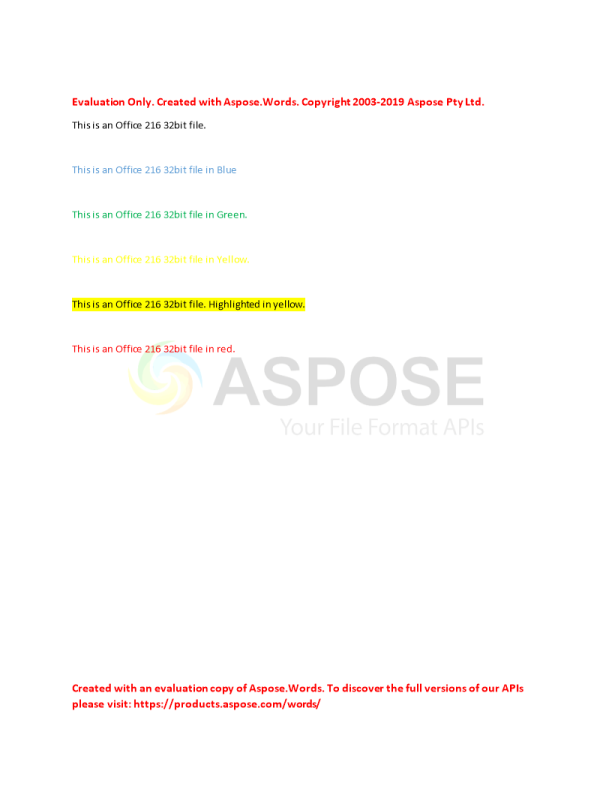 Evaluation Only. Created with Aspose.Words. Copyright 2003-2019 Aspose Pty Ltd.
This is an Office 216 32bit file.
This is an Office 216 32bit file in Blue
This is an Office 216 32bit file in Green.
This is an Office 216 32bit file in Yellow.
This is an Office 216 32bit file. Highlighted in yellow.
This is an Office 216 32bit file in red.
ASPOSE
Your File Format APIs
Created with an evaluation copy of Aspose.Words. To discover the full versions of our APIs
please visit: https://products.aspose.com/words/